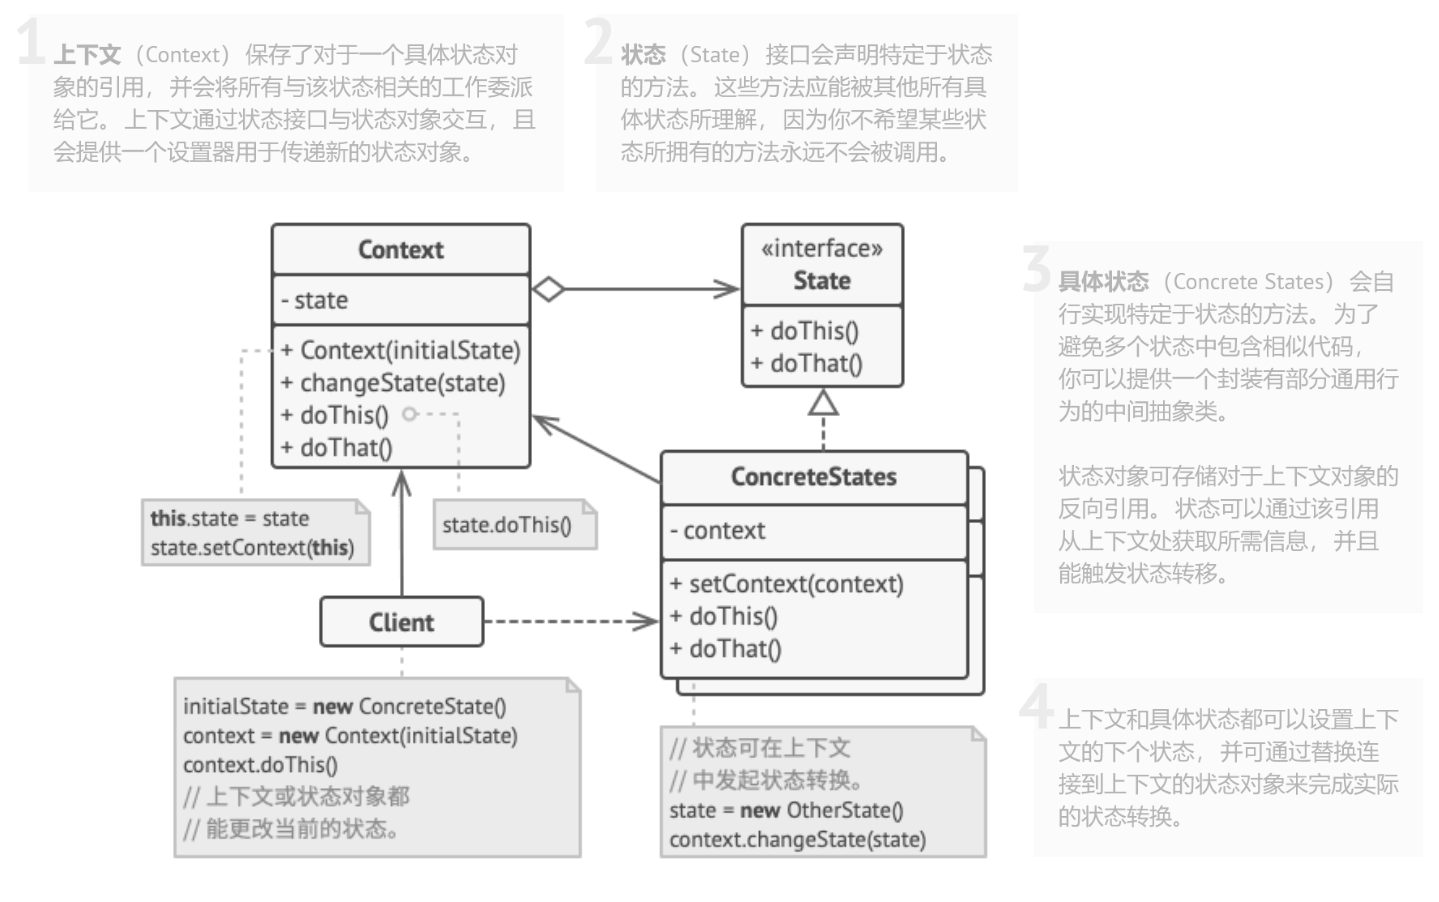 1
上下文（Context） 保存了对于一个具体状态对
象的引用， 并会将所有与该状态相关的工作委派
给它。 上下文通过状态接口与状态对象交互， 且
会提供一个设置器用于传递新的状态对象。
2
状态（State） 接口会声明特定于状态
的方法。 这些方法应能被其他所有具
体状态所理解， 因为你不希望某些状
态所拥有的方法永远不会被调用。
Context
- state
+ Context(initialState)
+ changeState(state)
+ doThis()
+ doThat()
«interface»
State
+ doThis()
+ doThat()
3
具体状态（Concrete States） 会自
行实现特定于状态的方法。 为了
避免多个状态中包含相似代码，
你可以提供一个封装有部分通用行
为的中间抽象类。
状态对象可存储对于上下文对象的
反向引用。 状态可以通过该引用
从上下文处获取所需信息， 并且
能触发状态转移。
this.state = state
state.setContext(this)
state.doThis()
ConcreteStates
- context
+ setContext(context)
+ doThis()
+ doThat()
Client
initialState = new ConcreteState()
context = new Context(initialState)
context.doThis()
// 上下文或状态对象都
// 能更改当前的状态。
// 状态可在上下文
// 中发起状态转换。
state = new OtherState()
context.changeState(state)
4
上下文和具体状态都可以设置上下
文的下个状态， 并可通过替换连
接到上下文的状态对象来完成实际
的状态转换。